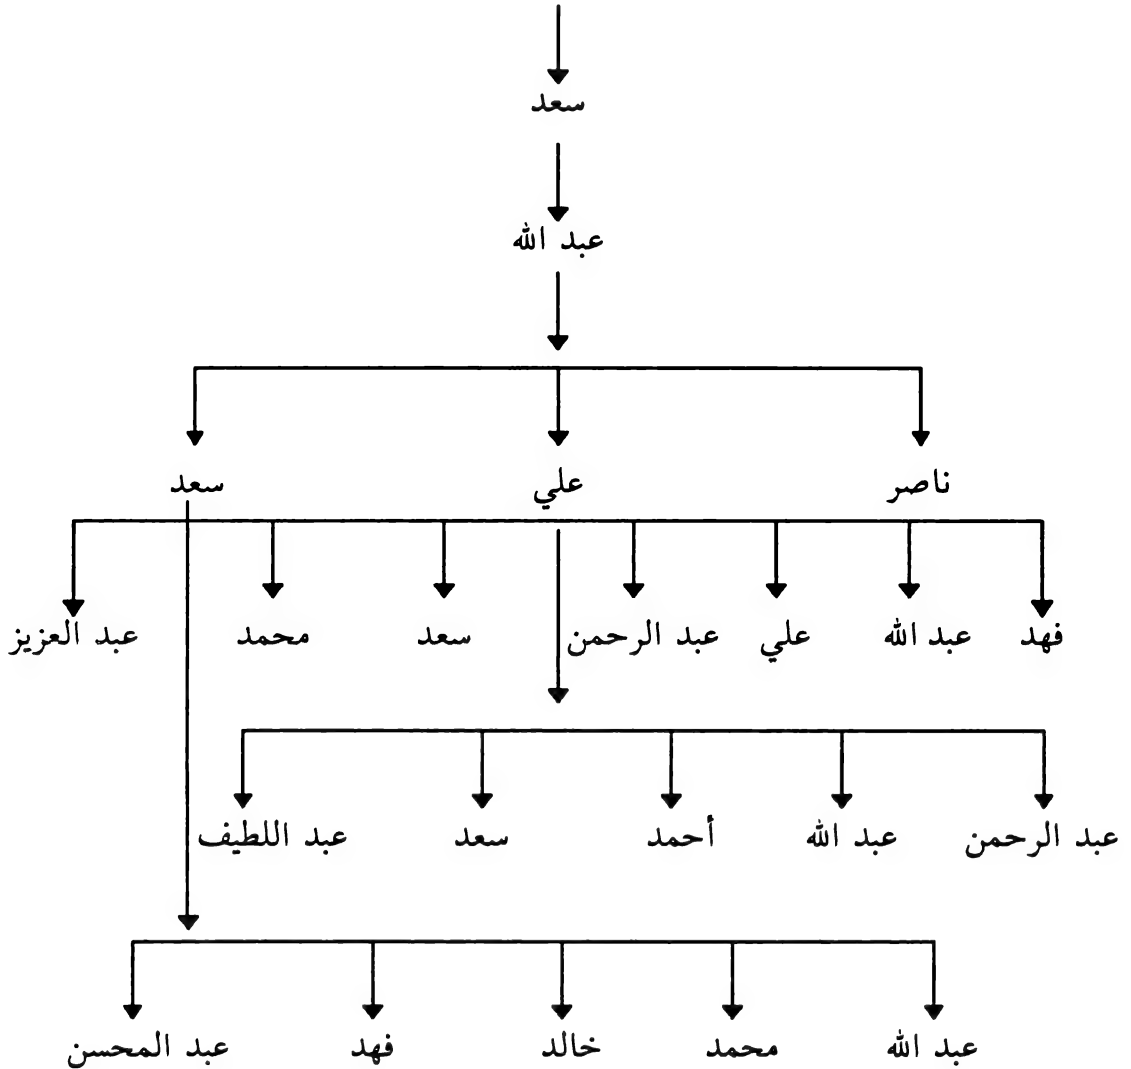 سعد
عبد الله
ناصر علي سعد
فهد عبد الله علي عبد الرحمن سعد محمد عبد العزيز
عبد الرحمن عبد الله أحمد سعد عبد اللطيف
عبد الله محمد خالد فهد عبد المحسن